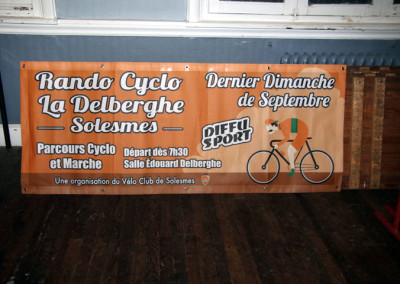 Rando Cyclo
La Delberghe
Solesmes
Parcours Cyclo
et Marche
Départ dès 7h30
Salle Édouard Delberghe
Dernier Dimanche
de Septembre
DIFFU
SPORT
Une organisation du Vélo Club de Solesmes